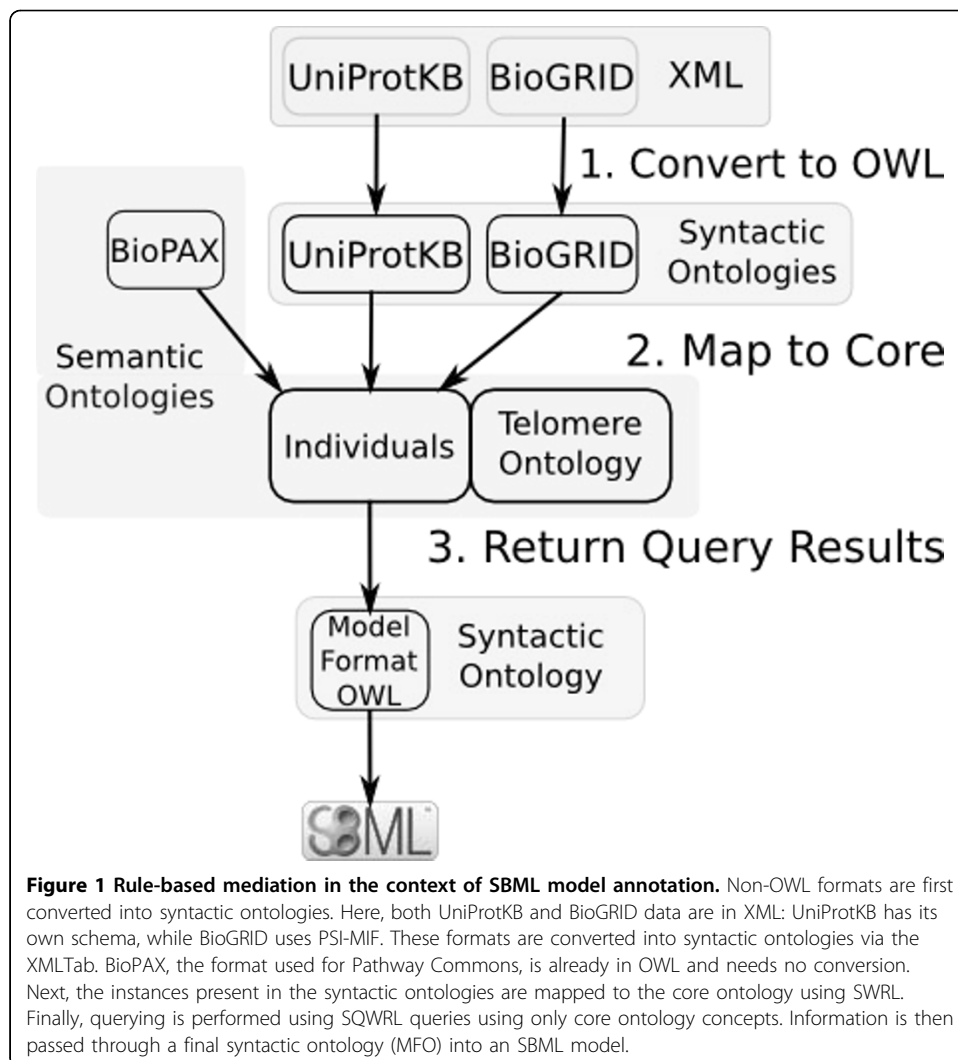 UniProtKB BioGRID XML
1. Convert to OWL
BioPAX UniProtKB BioGRID Syntactic
Ontologies
2. Map to Core
Semantic
Ontologies
Individuals Telomere
Ontology
3. Return Query Results
Model
Format
OWL
Syntactic
Ontology
SBML
Figure 1 Rule-based mediation in the context of SBML model annotation. Non-OWL formats are first
converted into syntactic ontologies. Here, both UniProtKB and BioGRID data are in XML: UniProtKB has its
own schema, while BioGRID uses PSI-MIF. These formats are converted into syntactic ontologies via the
XMLTab. BioPAX, the format used for Pathway Commons, is already in OWL and needs no conversion.
Next, the instances present in the syntactic ontologies are mapped to the core ontology using SWRL.
Finally, querying is performed using SQWRL queries using only core ontology concepts. Information is then
passed through a final syntactic ontology (MFO) into an SBML model.